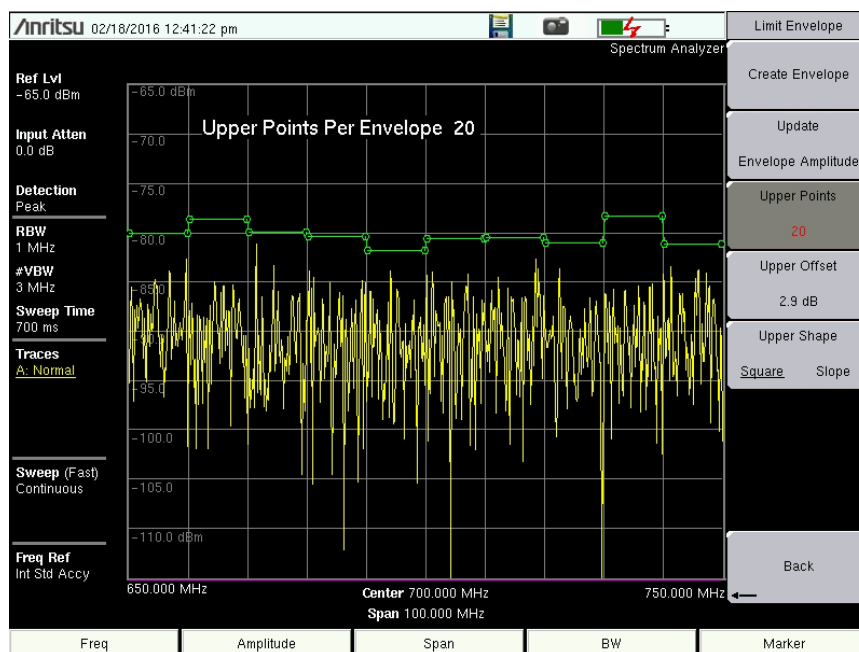 Anritsu 02/18/2016 12:41:22 pm
Spectrum Analyzer
Ref Lvl
-65.0 dBm
Input Atten
0.0 dB
Detection
Peak
RBW
1 MHz
#VBW
3 MHz
Sweep Time
700 ms
Traces
A: Normal
Sweep (Fast)
Continuous
Freq Ref
Int Std Accy
-65.0 dBm
Upper Points Per Envelope 20
-70.0
-75.0
-80.0
-85.0
-90.0
-95.0
-100.0
-105.0
-110.0 dBm
650.000 MHz
Center 700.000 MHz
750.000 MHz
Span 100.000 MHz
Limit Envelope
Create Envelope
Update
Envelope Amplitude
Upper Points
20
Upper Offset
2.9 dB
Upper Shape
Square Slope
Back
Freq
Amplitude
Span
BW
Marker